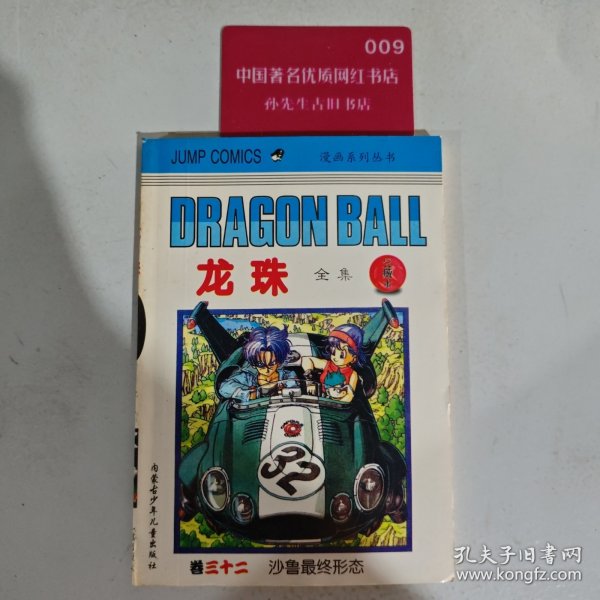 009
中国著名优质网红书店
孙先生古旧书店
JUMP COMICS
漫画系列丛书
DRAGON BALL
龙珠
全集
32
内蒙古少年儿童出版社
卷三十二 沙鲁最终形态
孔夫子旧书网
www.kongfz.com